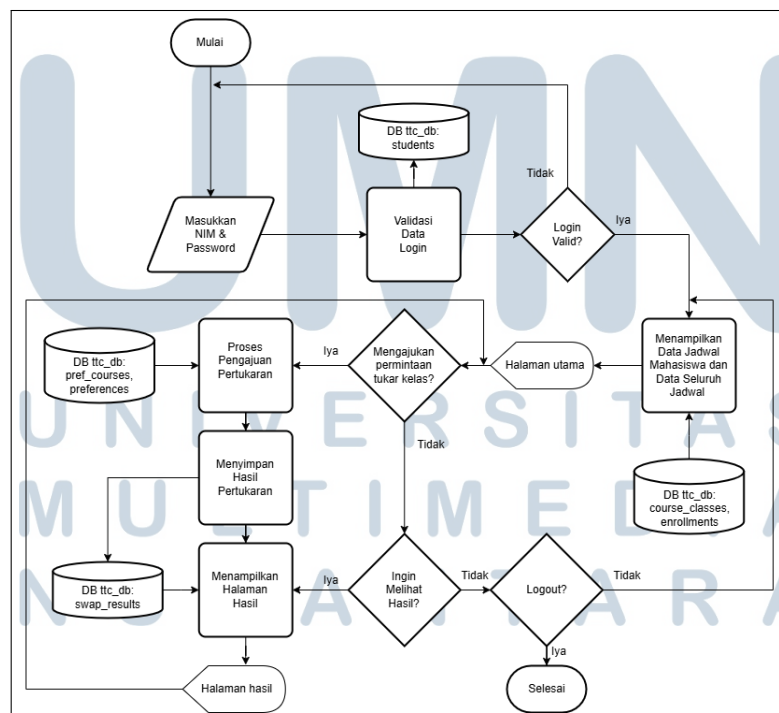 UMN
UNIVERSITAS
MULTIMEDIA
NUSANTARA
Mulai
DB ttc_db:
students
Tidak
Masukkan
NIM &
Password
Validasi
Data
Login
Login
Valid?
Iya
DB ttc_db:
pref_courses,
preferences
Proses
Pengajuan
Pertukaran
Iya
Mengajukan
permintaan
tukar kelas?
Halaman utama
Menampilkan
Data Jadwal
Mahasiswa dan
Data Seluruh
Jadwal
Tidak
Menyimpan
Hasil
Pertukaran
DB ttc_db:
course_classes,
enrollments
DB ttc_db:
swap_results
Menampilkan
Halaman
Hasil
Iya
Ingin
Melihat
Hasil?
Tidak
Logout?
Tidak
Iya
Halaman hasil
Selesai